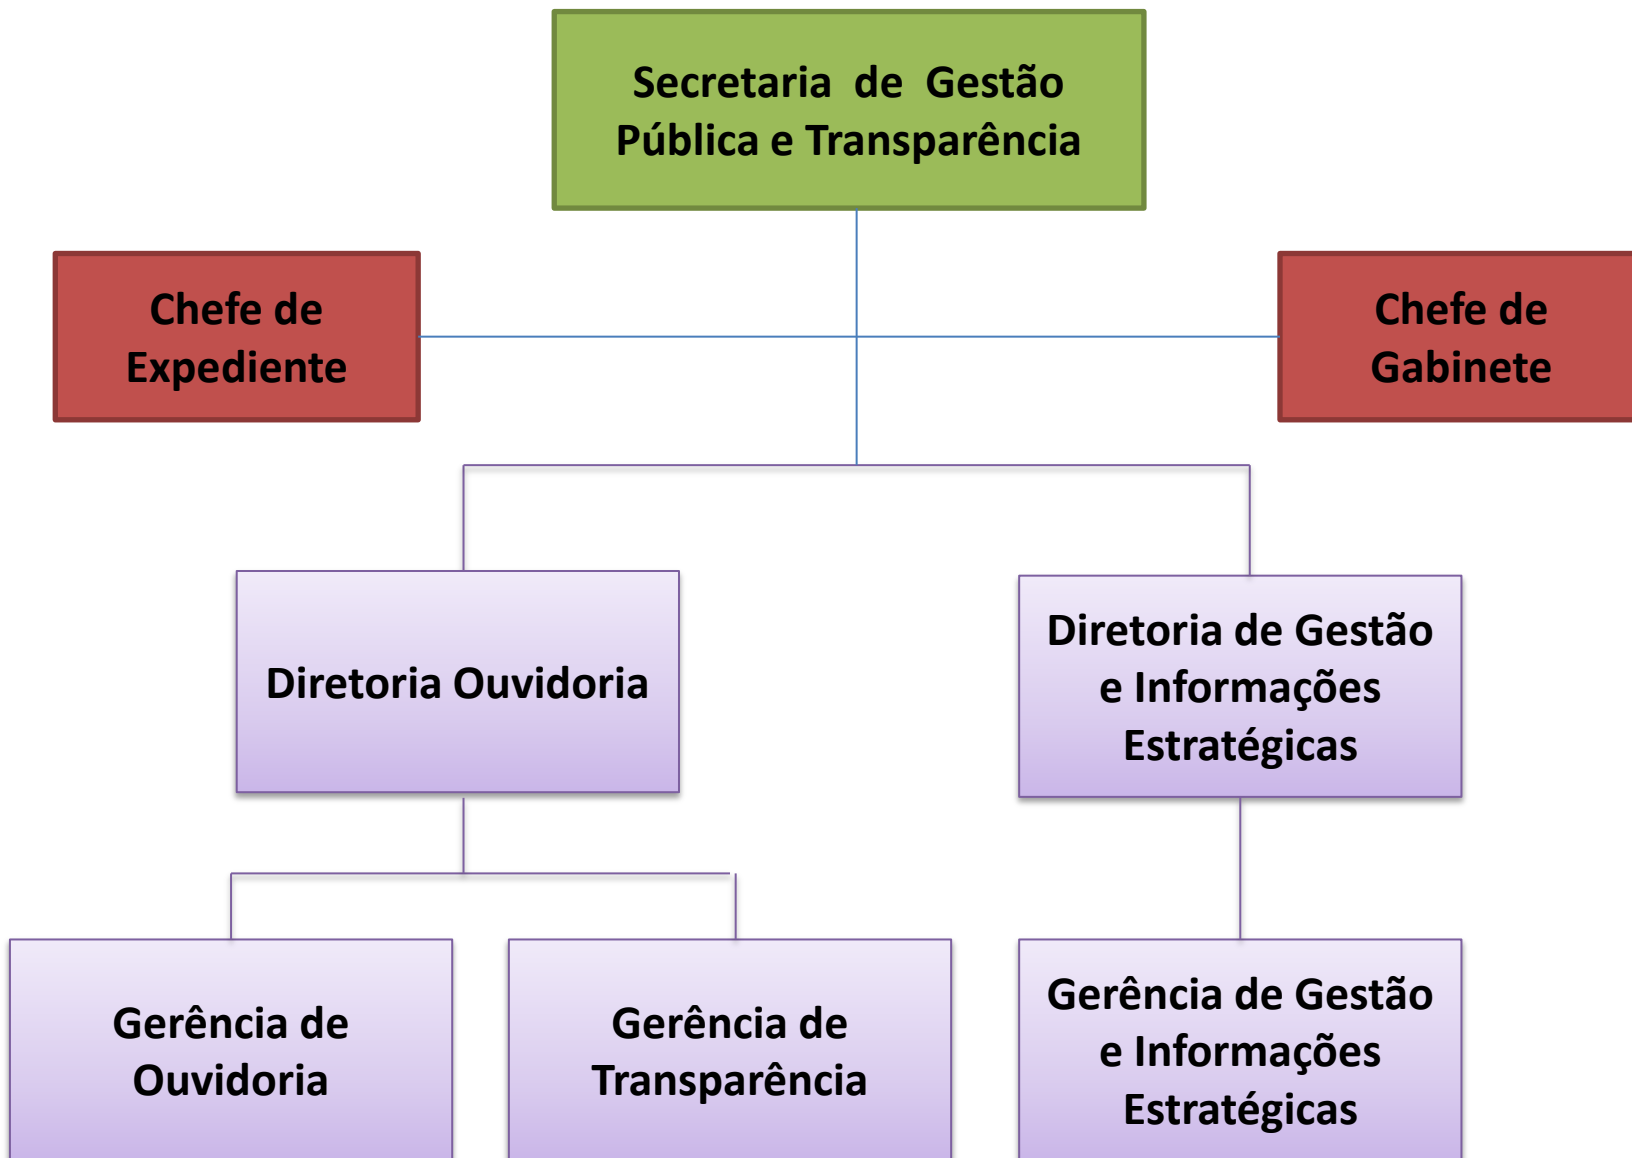 Secretaria de Gestão
Pública e Transparência
Chefe de
Expediente
Chefe de
Gabinete
Diretoria Ouvidoria
Diretoria de Gestão
e Informações
Estratégicas
Gerência de
Ouvidoria
Gerência de
Transparência
Gerência de Gestão
e Informações
Estratégicas